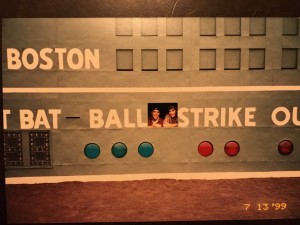 BOSTON
T BAT - BALL STRIKE OU
7 13 '99